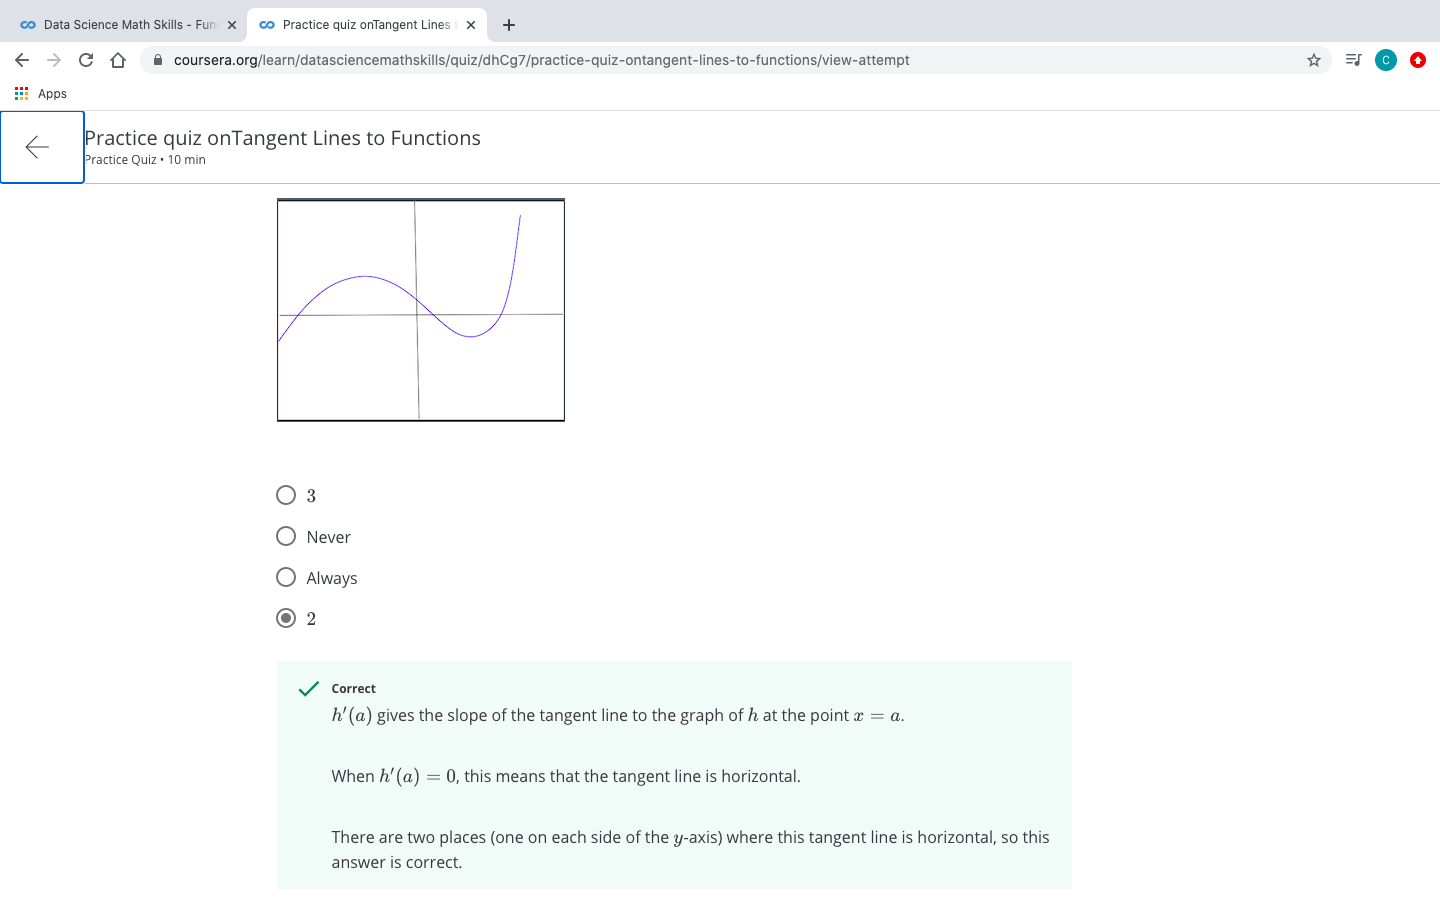 Data Science Math Skills - Fun
Practice quiz onTangent Lines t
coursera.org/learn/datasciencemathskills/quiz/dhCg7/practice-quiz-ontangent-lines-to-functions/view-attempt
C
Apps
Practice quiz onTangent Lines to Functions
Practice Quiz • 10 min
3
Never
Always
2
Correct
h′(a) gives the slope of the tangent line to the graph of h at the point x = a.
When h′(a) = 0, this means that the tangent line is horizontal.
There are two places (one on each side of the y-axis) where this tangent line is horizontal, so this
answer is correct.